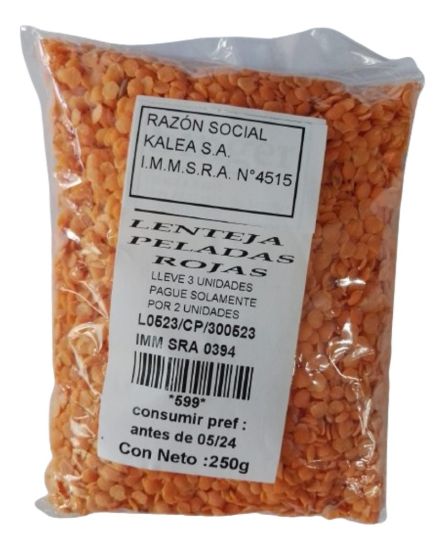 RAZÓN SOCIAL
KALEA S.A.
I.M.M.S.R.A. N°4515
LENTEJA
PELADAS
ROJAS
LLEVE 3 UNIDADES
PAGUE SOLAMENTE
POR 2 UNIDADES
L0523/CP/300523
IMM SRA 0394
*599*
consumir pref :
antes de 05/24
Con Neto :250g